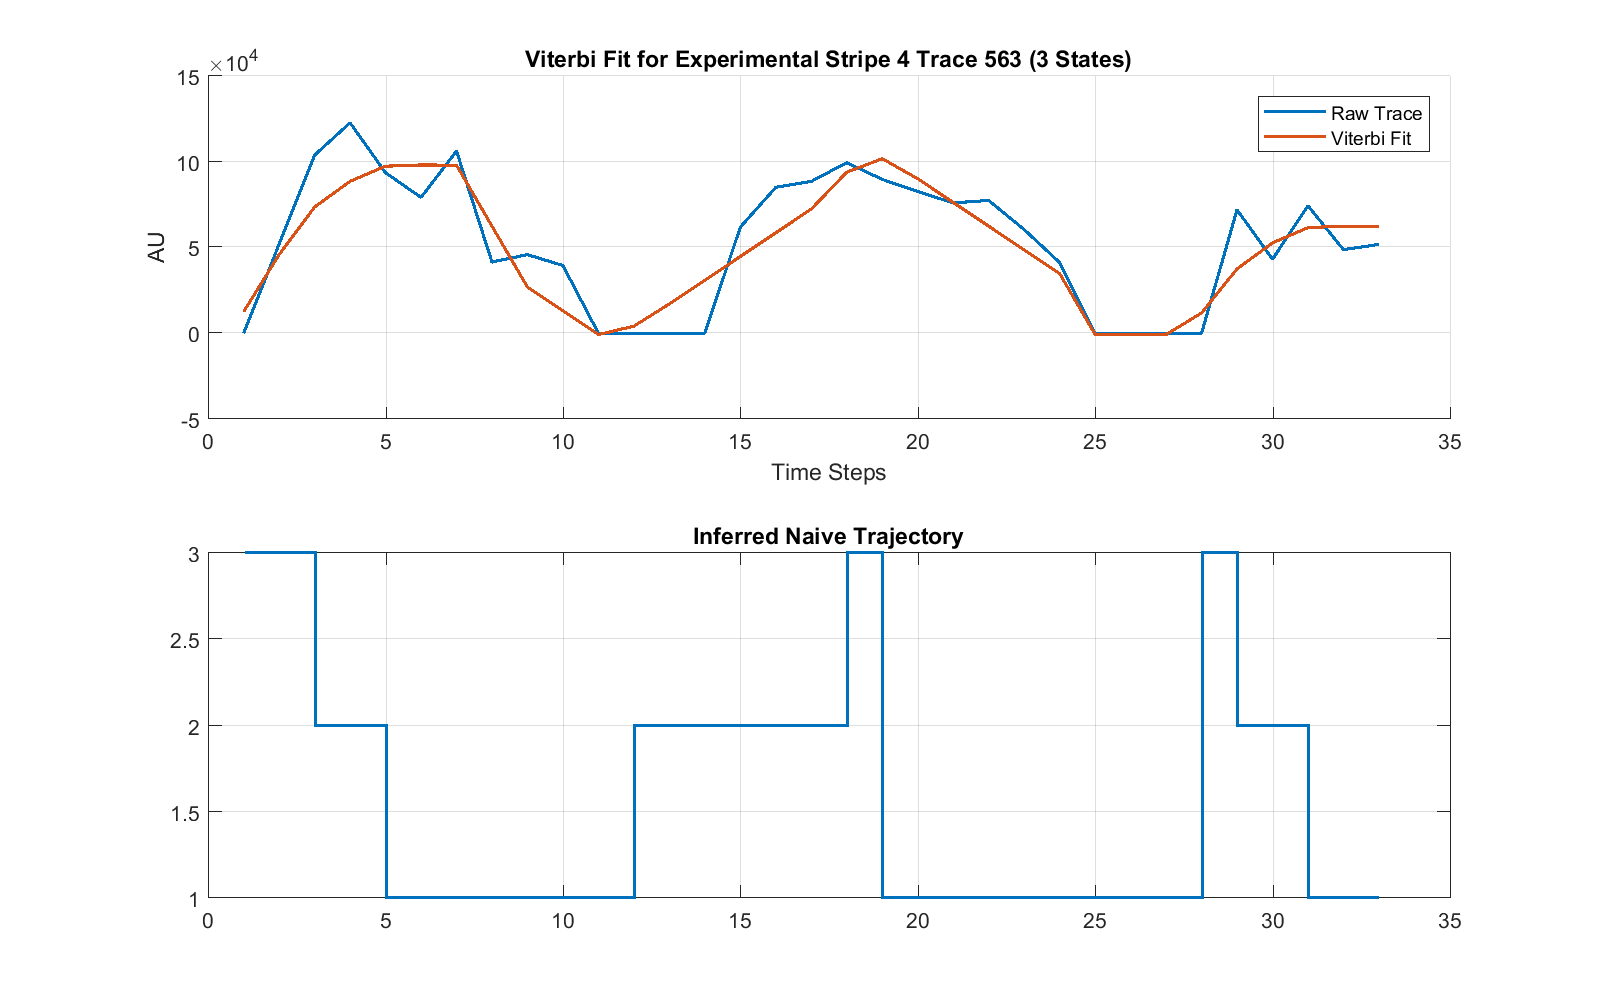 Viterbi Fit for Experimental Stripe 4 Trace 563 (3 States)
×10⁴
15
10
5
0
-5
AU
Raw Trace
Viterbi Fit
0 5 10 15 20 25 30 35
Time Steps
Inferred Naive Trajectory
3
2.5
2
1.5
1
0 5 10 15 20 25 30 35